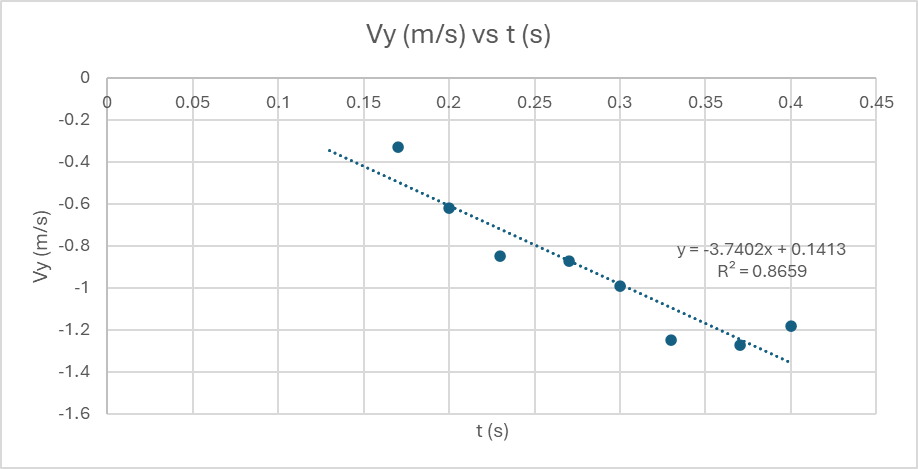 Vy (m/s) vs t (s)
0
0 0.05 0.1 0.15 0.2 0.25 0.3 0.35 0.4 0.45
-0.2
-0.4
-0.6
-0.8
-1
-1.2
-1.4
-1.6
Vy (m/s)
y = -3.7402x + 0.1413
R² = 0.8659
t (s)